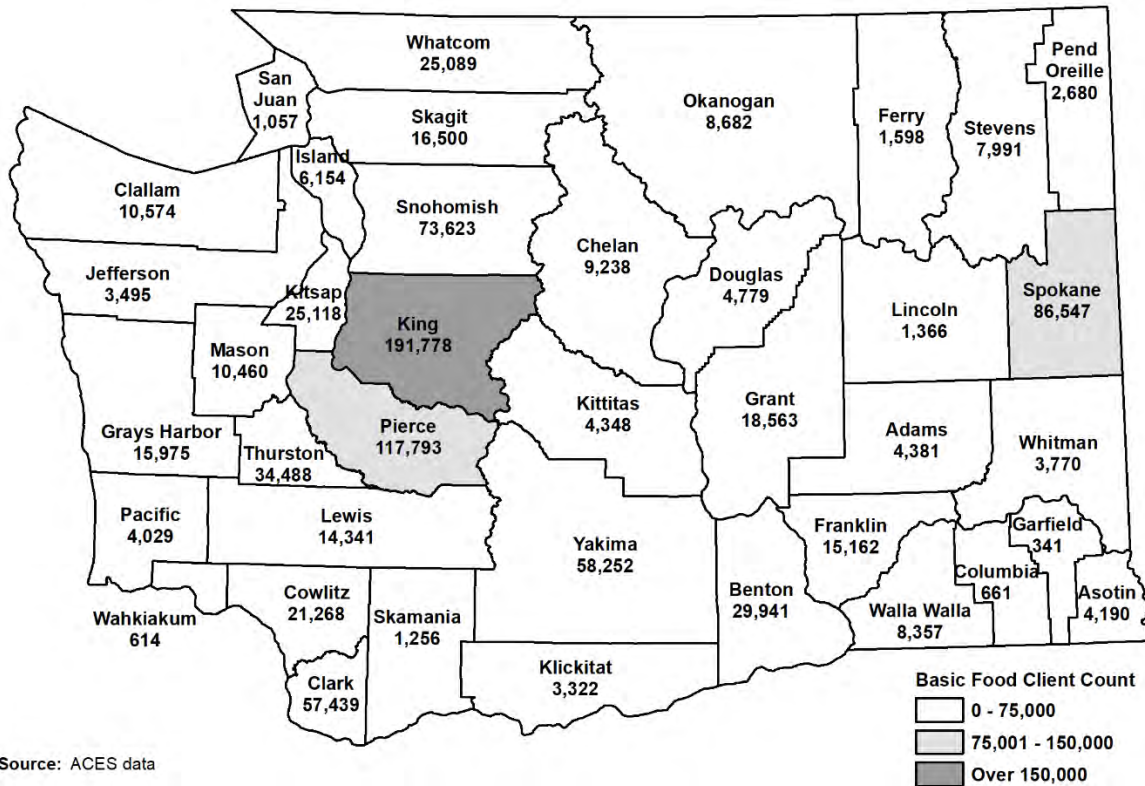 Whatcom
25,089
Pend
Oreille
2,680
San
Juan
1,057
Okanogan
8,682
Ferry
1,598
Stevens
7,991
Skagit
16,500
Island
6,154
Clallam
10,574
Snohomish
73,623
Chelan
9,238
Douglas
4,779
Jefferson
3,495
Kitsap
25,118
King
191,778
Lincoln
1,366
Spokane
86,547
Mason
10,460
Kittitas
4,348
Grant
18,563
Grays Harbor
15,975
Thurston
34,488
Pierce
117,793
Adams
4,381
Whitman
3,770
Pacific
4,029
Lewis
14,341
Yakima
58,252
Franklin
15,162
Garfield
341
Columbia
661
Asotin
4,190
Wahkiakum
614
Cowlitz
21,268
Skamania
1,256
Benton
29,941
Walla Walla
8,357
Clark
57,439
Klickitat
3,322
Basic Food Client Count
0 - 75,000
75,001 - 150,000
Over 150,000
Source: ACES data